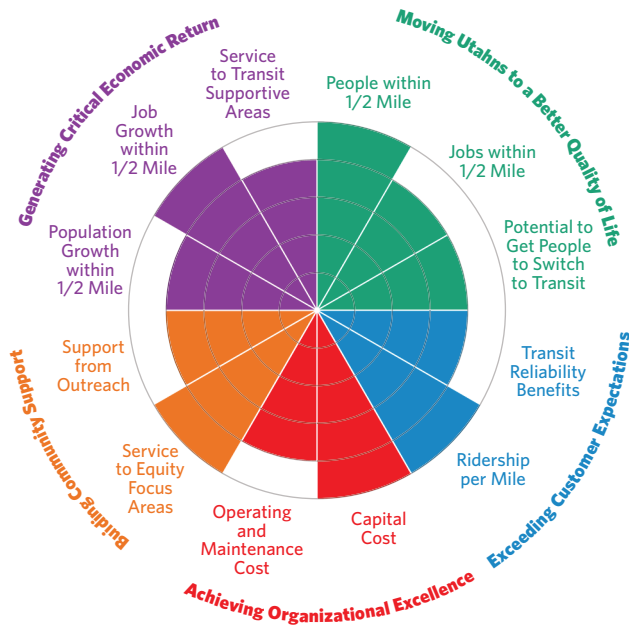 Moving Utahns to a Better Quality of Life
People within
1/2 Mile
Jobs within
1/2 Mile
Potential to
Get People
to Switch
to Transit
Exceeding Customer Expectations
Transit
Reliability
Benefits
Ridership
per Mile
Achieving Organizational Excellence
Capital
Cost
Operating
and
Maintenance
Cost
Building Community Support
Service
to Equity
Focus
Areas
Support
from
Outreach
Generating Critical Economic Return
Population
Growth
within
1/2 Mile
Job
Growth
within
1/2 Mile
Service
to Transit
Supportive
Areas